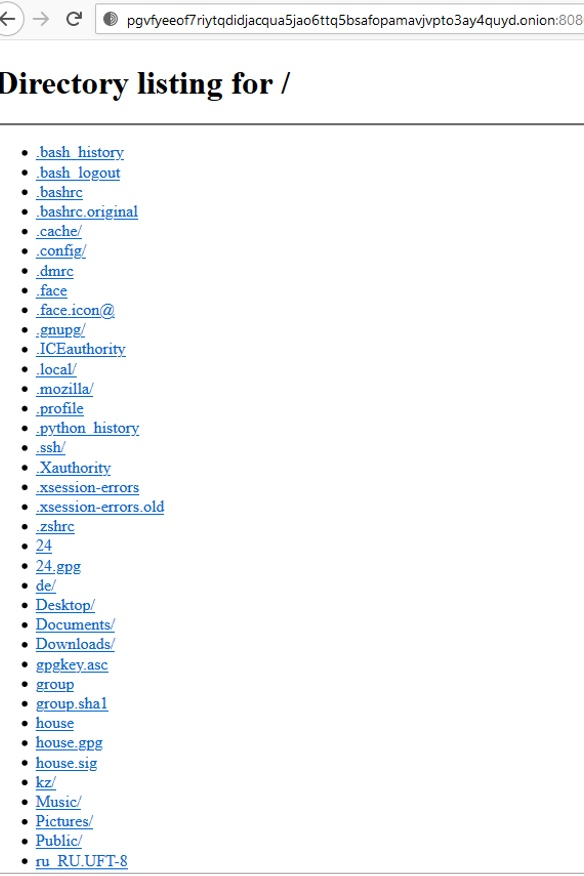 pgvfyeeof7riytqdidjacqua5jao6ttq5bsafopamavjvpto3ay4quyd.onion:808
Directory listing for /
.bash_history
.bash_logout
.bashrc
.bashrc.original
.cache/
.config/
.dmrc
.face
.face.icon@
.gnupg/
.ICEauthority
.local/
.mozilla/
.profile
.python_history
.ssh/
.Xauthority
.xsession-errors
.xsession-errors.old
.zshrc
24
24.gpg
de/
Desktop/
Documents/
Downloads/
gpgkey.asc
group
group.sha1
house
house.gpg
house.sig
kz/
Music/
Pictures/
Public/
ru_RU.UFT-8